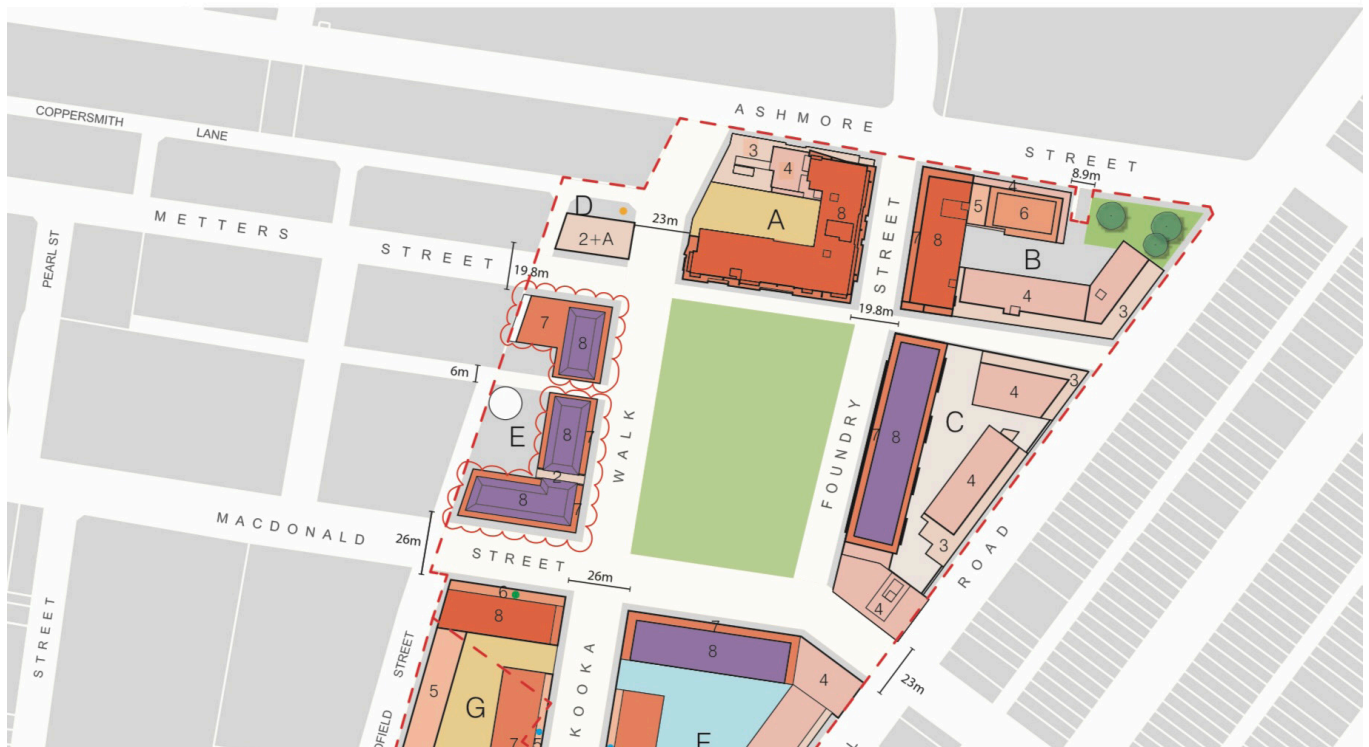 ASHMORE
STREET
COPPERSMITH
LANE
8.9m
3
4
4
5
6
8
D
23m
A
8
7
2+A
METTERS
STREET
PEARL ST
STREET
B
4
3
19.8m
19.8m
7
8
6m
3
4
E
8
7
WALK
FOUNDRY
7
8
C
4
3
2
8
7
MACDONALD
26m
STREET
26m
ROAD
4
6
8
STREET
STREET
7
8
4
23m
5
G
KOOKA
7
5